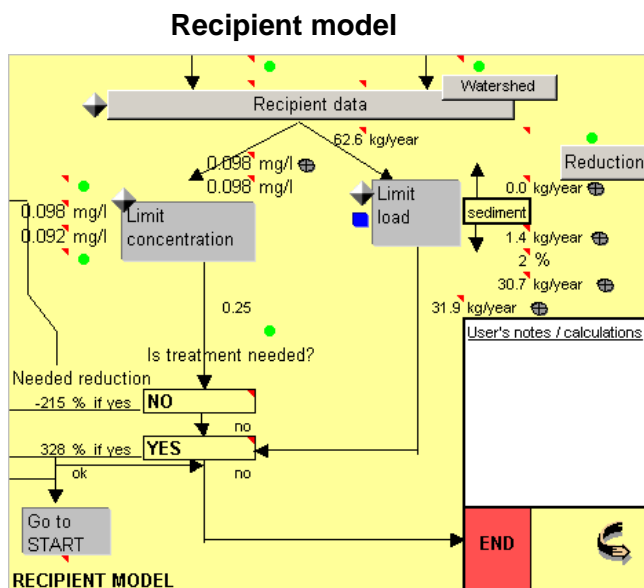 Recipient model
Watershed
Recipient data
62.6 kg/year
0.098 mg/l
0.098 mg/l
Reduction
0.098 mg/l
0.092 mg/l
Limit
concentration
Limit
load
sediment
0.0 kg/year
1.4 kg/year
2 %
30.7 kg/year
31.9 kg/year
0.25
User's notes / calculations
Is treatment needed?
Needed reduction
-215 % if yes NO
no
328 % if yes YES
ok no
Go to
START
END
RECIPIENT MODEL